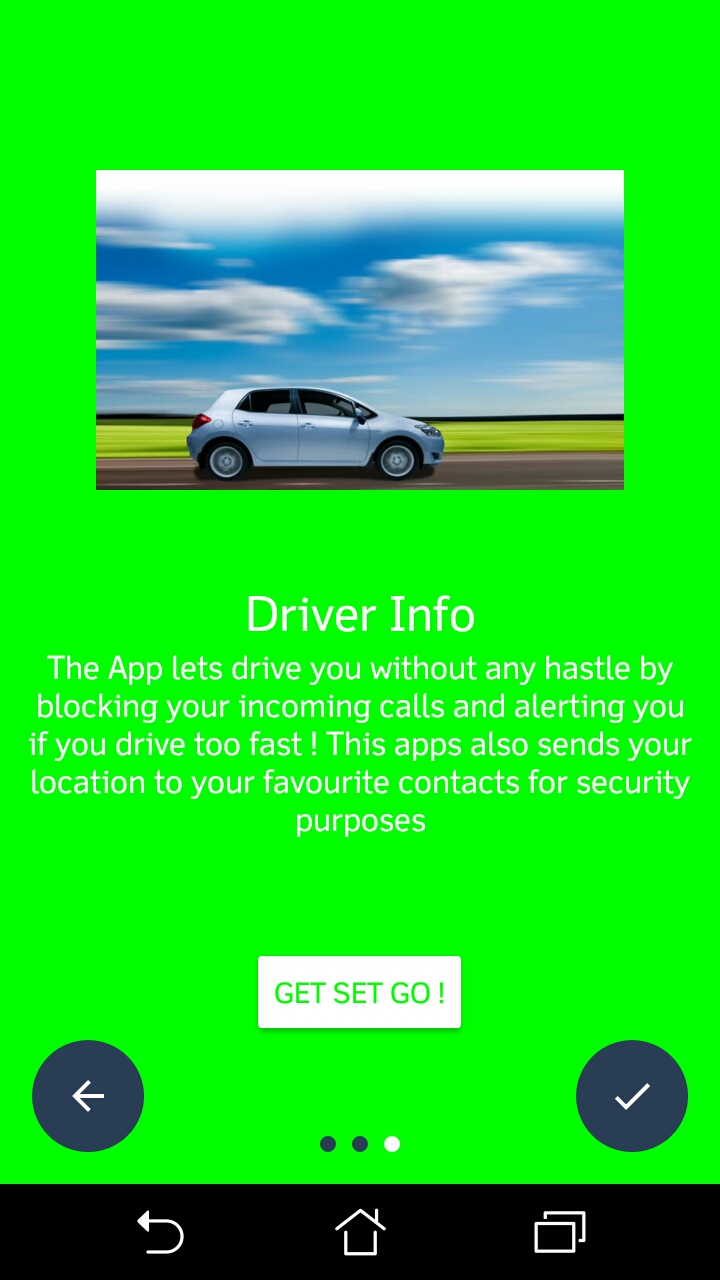 Driver Info
The App lets drive you without any hastle by
blocking your incoming calls and alerting you
if you drive too fast ! This apps also sends your
location to your favourite contacts for security
purposes
GET SET GO !